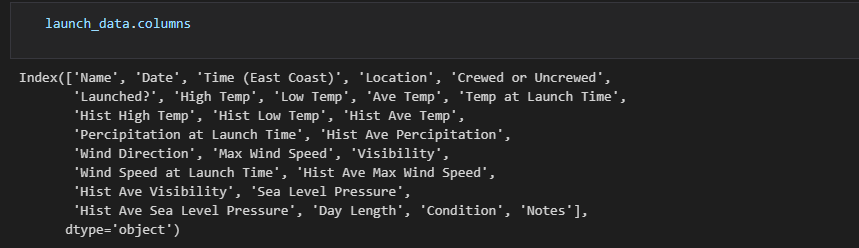 launch_data.columns
Index(['Name', 'Date', 'Time (East Coast)', 'Location', 'Crewed or Uncrewed',
'Launched?', 'High Temp', 'Low Temp', 'Ave Temp', 'Temp at Launch Time',
'Hist High Temp', 'Hist Low Temp', 'Hist Ave Temp',
'Percipitation at Launch Time', 'Hist Ave Percipitation',
'Wind Direction', 'Max Wind Speed', 'Visibility',
'Wind Speed at Launch Time', 'Hist Ave Max Wind Speed',
'Hist Ave Visibility', 'Sea Level Pressure',
'Hist Ave Sea Level Pressure', 'Day Length', 'Condition', 'Notes'],
dtype='object')